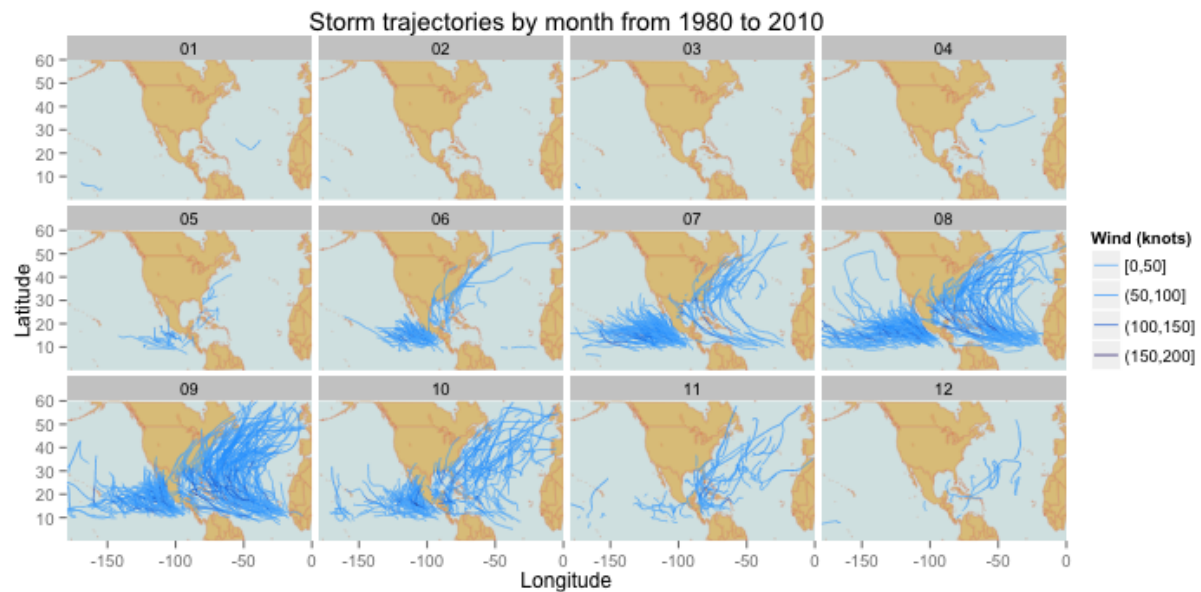 Storm trajectories by month from 1980 to 2010
01 02 03 04
60
50
40
30
20
10
05 06 07 08
60
50
40
30
20
10
09 10 11 12
60
50
40
30
20
10
-150 -100 -50 0 -150 -100 -50 0 -150 -100 -50 0 -150 -100 -50 0
Longitude
Latitude
Wind (knots)
[0,50]
(50,100]
(100,150]
(150,200]